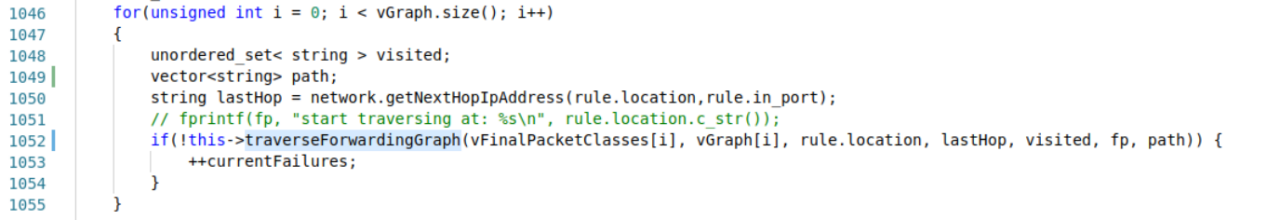 1046 for(unsigned int i = 0; i < vGraph.size(); i++)
1047 {
1048 unordered_set< string > visited;
1049 vector<string> path;
1050 string lastHop = network.getNextHopIpAddress(rule.location,rule.in_port);
1051 // fprintf(fp, "start traversing at: %s\n", rule.location.c_str());
1052 if(!this->traverseForwardingGraph(vFinalPacketClasses[i], vGraph[i], rule.location, lastHop, visited, fp, path)) {
1053 ++currentFailures;
1054 }
1055 }